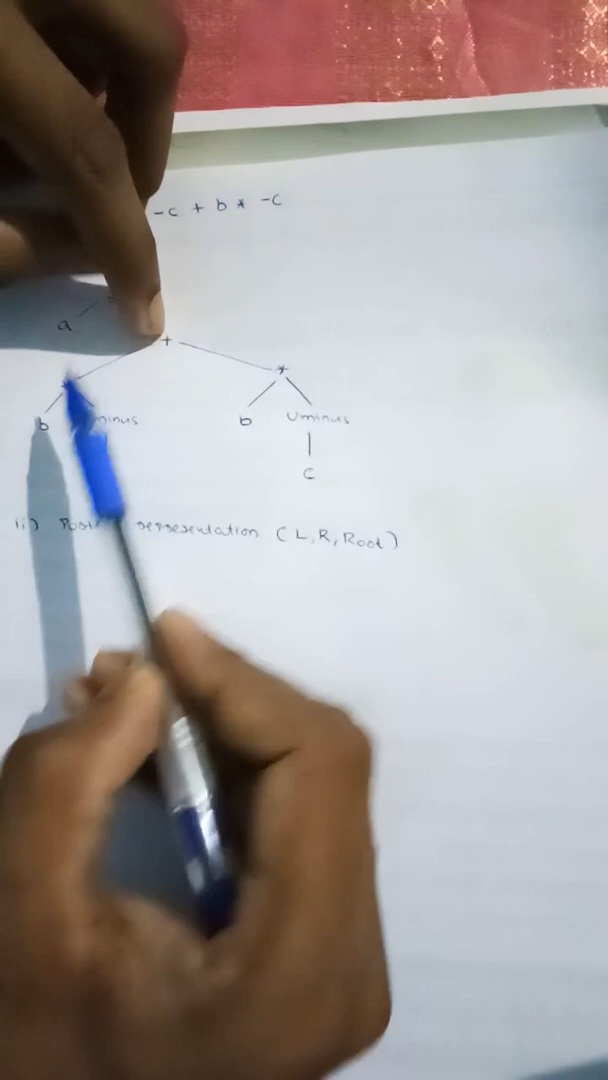 -c + b * -c
a
+
*
b b Uminus
c
ii) representation (L,R,Root)